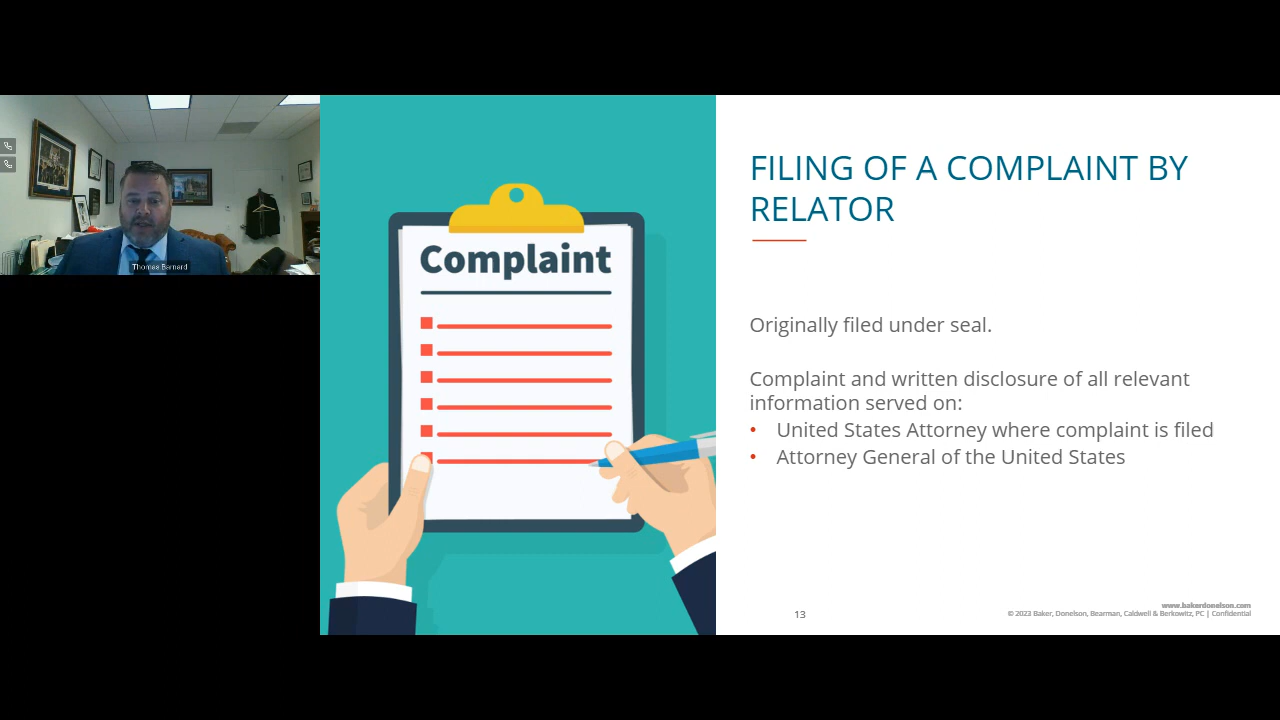 Thomas Barnard
Complaint
FILING OF A COMPLAINT BY
RELATOR
Originally filed under seal.
Complaint and written disclosure of all relevant
information served on:
• United States Attorney where complaint is filed
• Attorney General of the United States
13
www.bakerdonelson.com
© 2023 Baker, Donelson, Bearman, Caldwell & Berkowitz, PC | Confidential